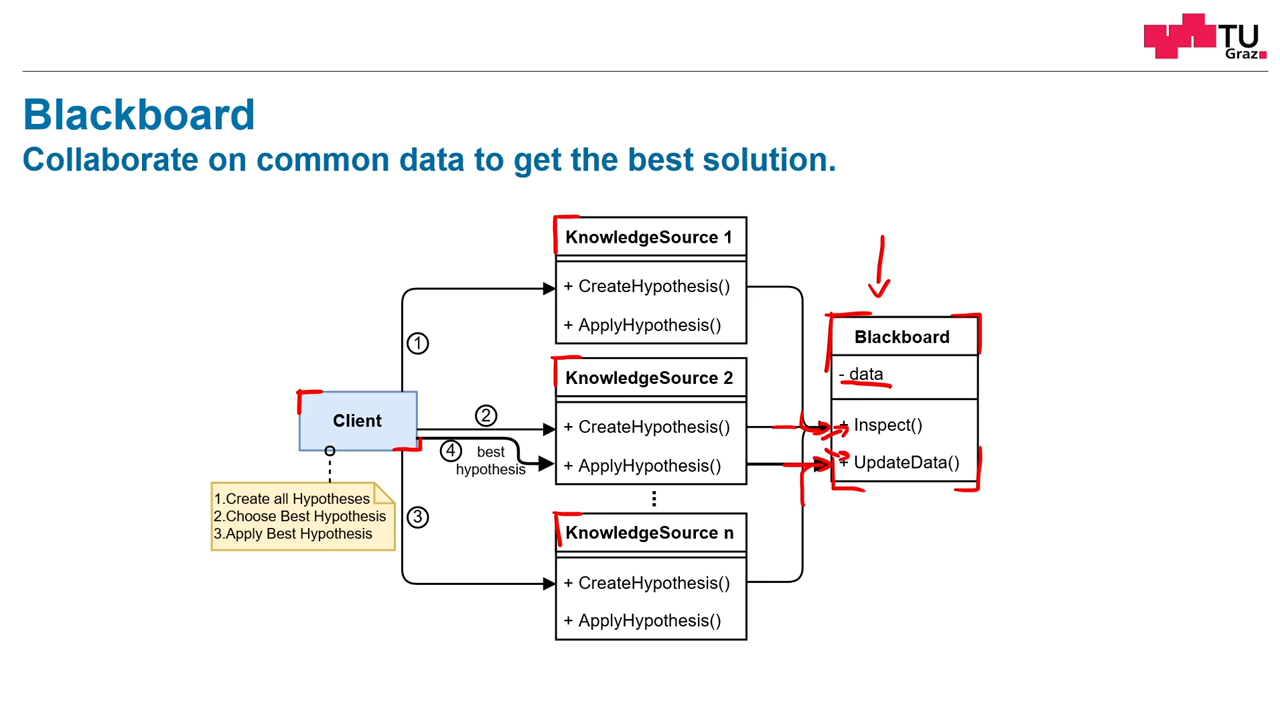 TU
Graz
Blackboard
Collaborate on common data to get the best solution.
KnowledgeSource 1
+ CreateHypothesis()
+ ApplyHypothesis()
1
Blackboard
- data
+ Inspect()
+ UpdateData()
KnowledgeSource 2
+ CreateHypothesis()
+ ApplyHypothesis()
Client
2
4 best
hypothesis
⋮
1.Create all Hypotheses
2.Choose Best Hypothesis
3.Apply Best Hypothesis
3
KnowledgeSource n
+ CreateHypothesis()
+ ApplyHypothesis()